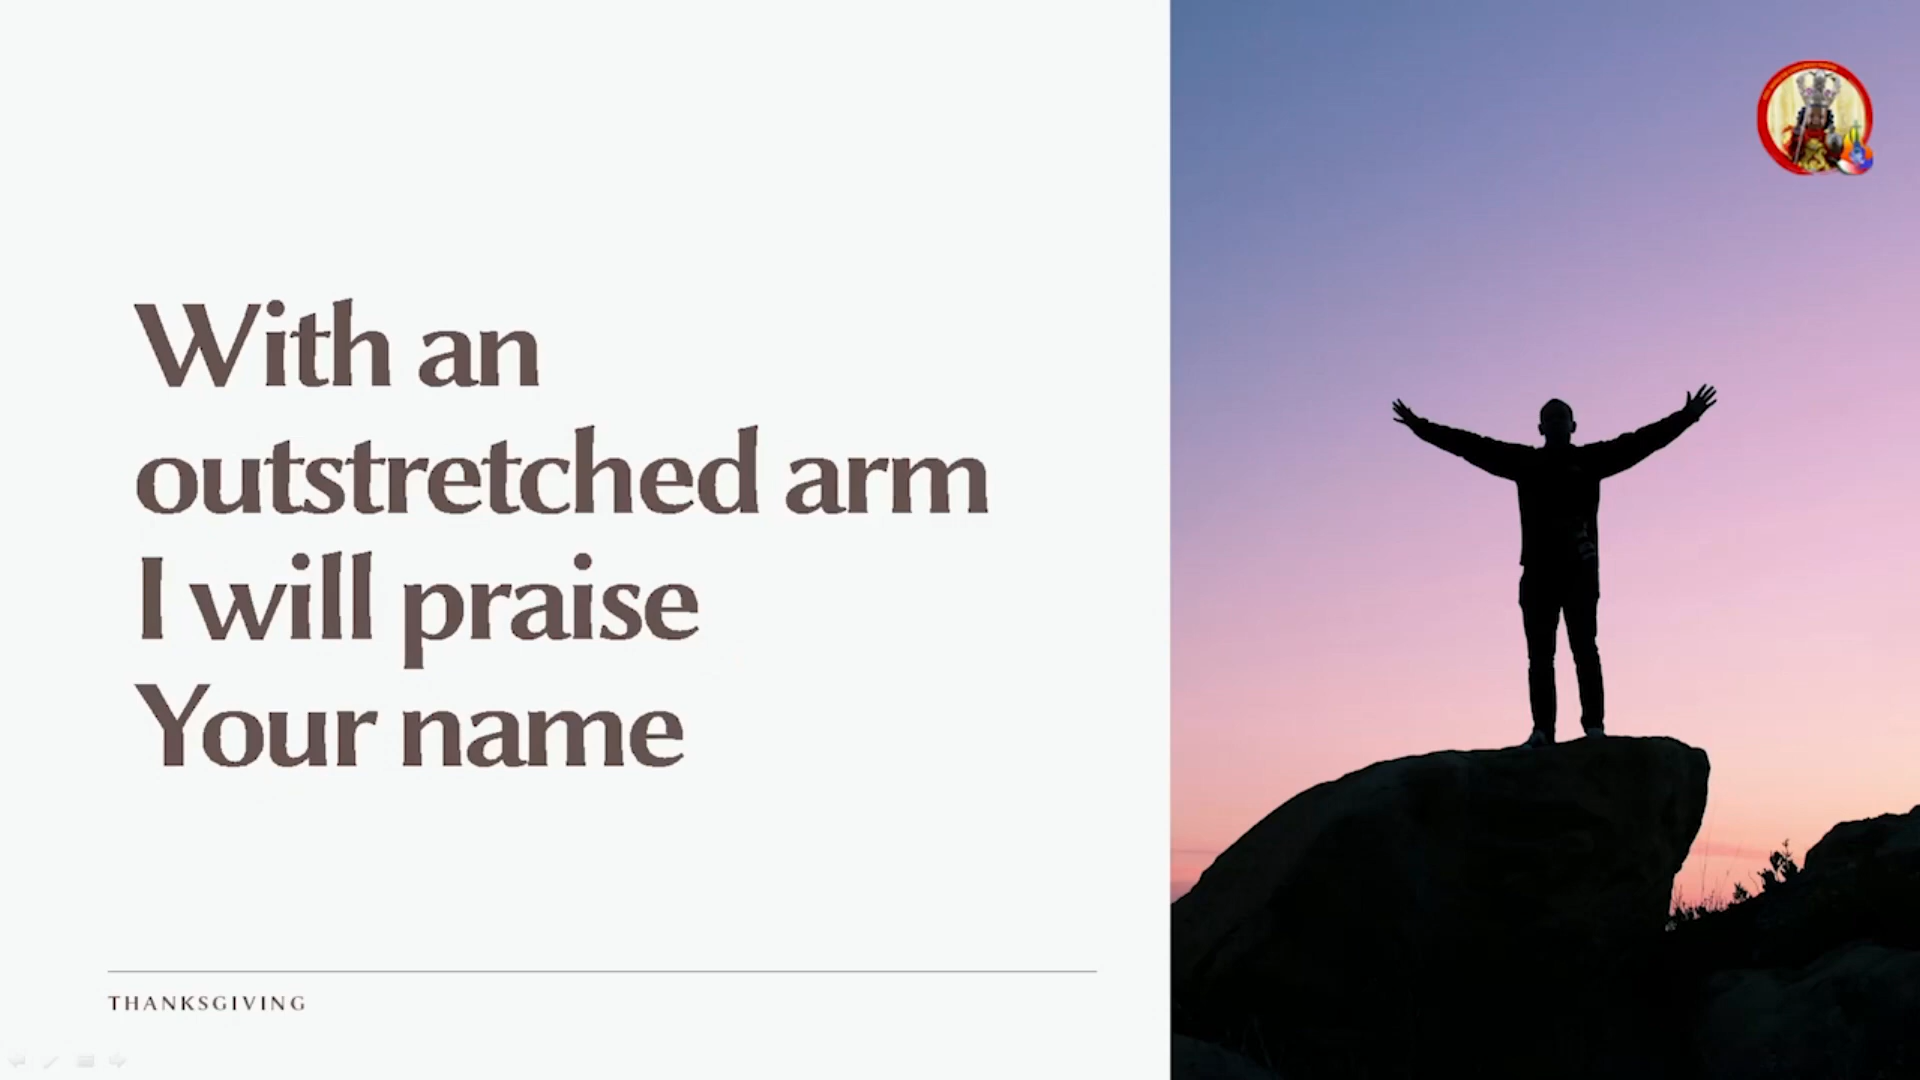 With an
outstretched arm
I will praise
Your name
THANKSGIVING